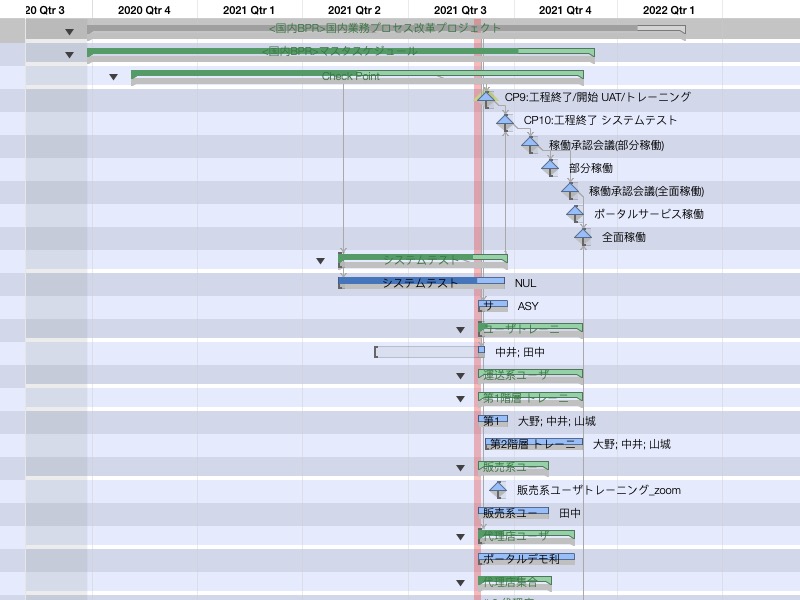 20 Qtr 3 2020 Qtr 4 2021 Qtr 1 2021 Qtr 2 2021 Qtr 3 2021 Qtr 4 2022 Qtr 1
<国内BPR>国内業務プロセス改革プロジェクト
<国内BPR>マスタスケジュール
Check Point
CP9:工程終了/開始 UAT/トレーニング
CP10:工程終了 システムテスト
稼働承認会議(部分稼働)
部分稼働
稼働承認会議(全面稼働)
ポータルサービス稼働
全面稼働
システムテスト
システムテスト NUL
サ ASY
ユーザトレーニ
中井; 田中
運送系ユーザ
第1階層 トレーニ
第1 大野; 中井; 山城
第2階層 トレーニ 大野; 中井; 山城
販売系ユー
販売系ユーザトレーニング_zoom
販売系ユー 田中
代理店ユーザ
ポータルデモ利
代理店集合